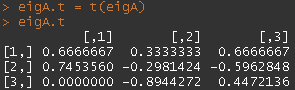 > eigA.t = t(eigA)
> eigA.t
          [,1]       [,2]       [,3]
[1,] 0.6666667  0.3333333  0.6666667
[2,] 0.7453560 -0.2981424 -0.5962848
[3,] 0.0000000 -0.8944272  0.4472136